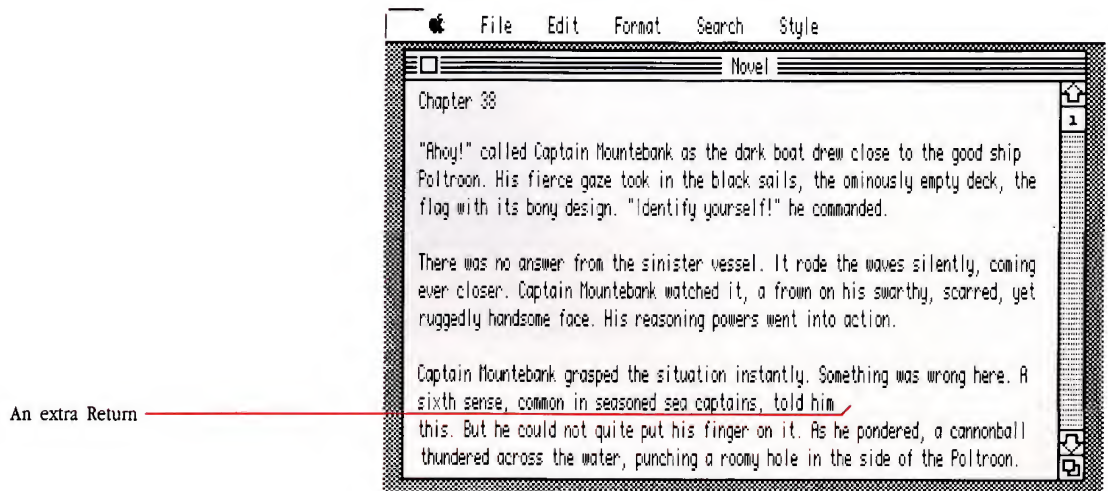 File Edit Format Search Style
Novel
Chapter 38
1
"Ahoy!" called Captain Mountebank as the dark boat drew close to the good ship
Poltroon. His fierce gaze took in the black sails, the ominously empty deck, the
flag with its bony design. "Identify yourself!" he commanded.
There was no answer from the sinister vessel. It rode the waves silently, coming
ever closer. Captain Mountebank watched it, a frown on his swarthy, scarred, yet
ruggedly handsome face. His reasoning powers went into action.
Captain Mountebank grasped the situation instantly. Something was wrong here. A
sixth sense, common in seasoned sea captains, told him
An extra Return
this. But he could not quite put his finger on it. As he pondered, a cannonball
thundered across the water, punching a roomy hole in the side of the Poltroon.